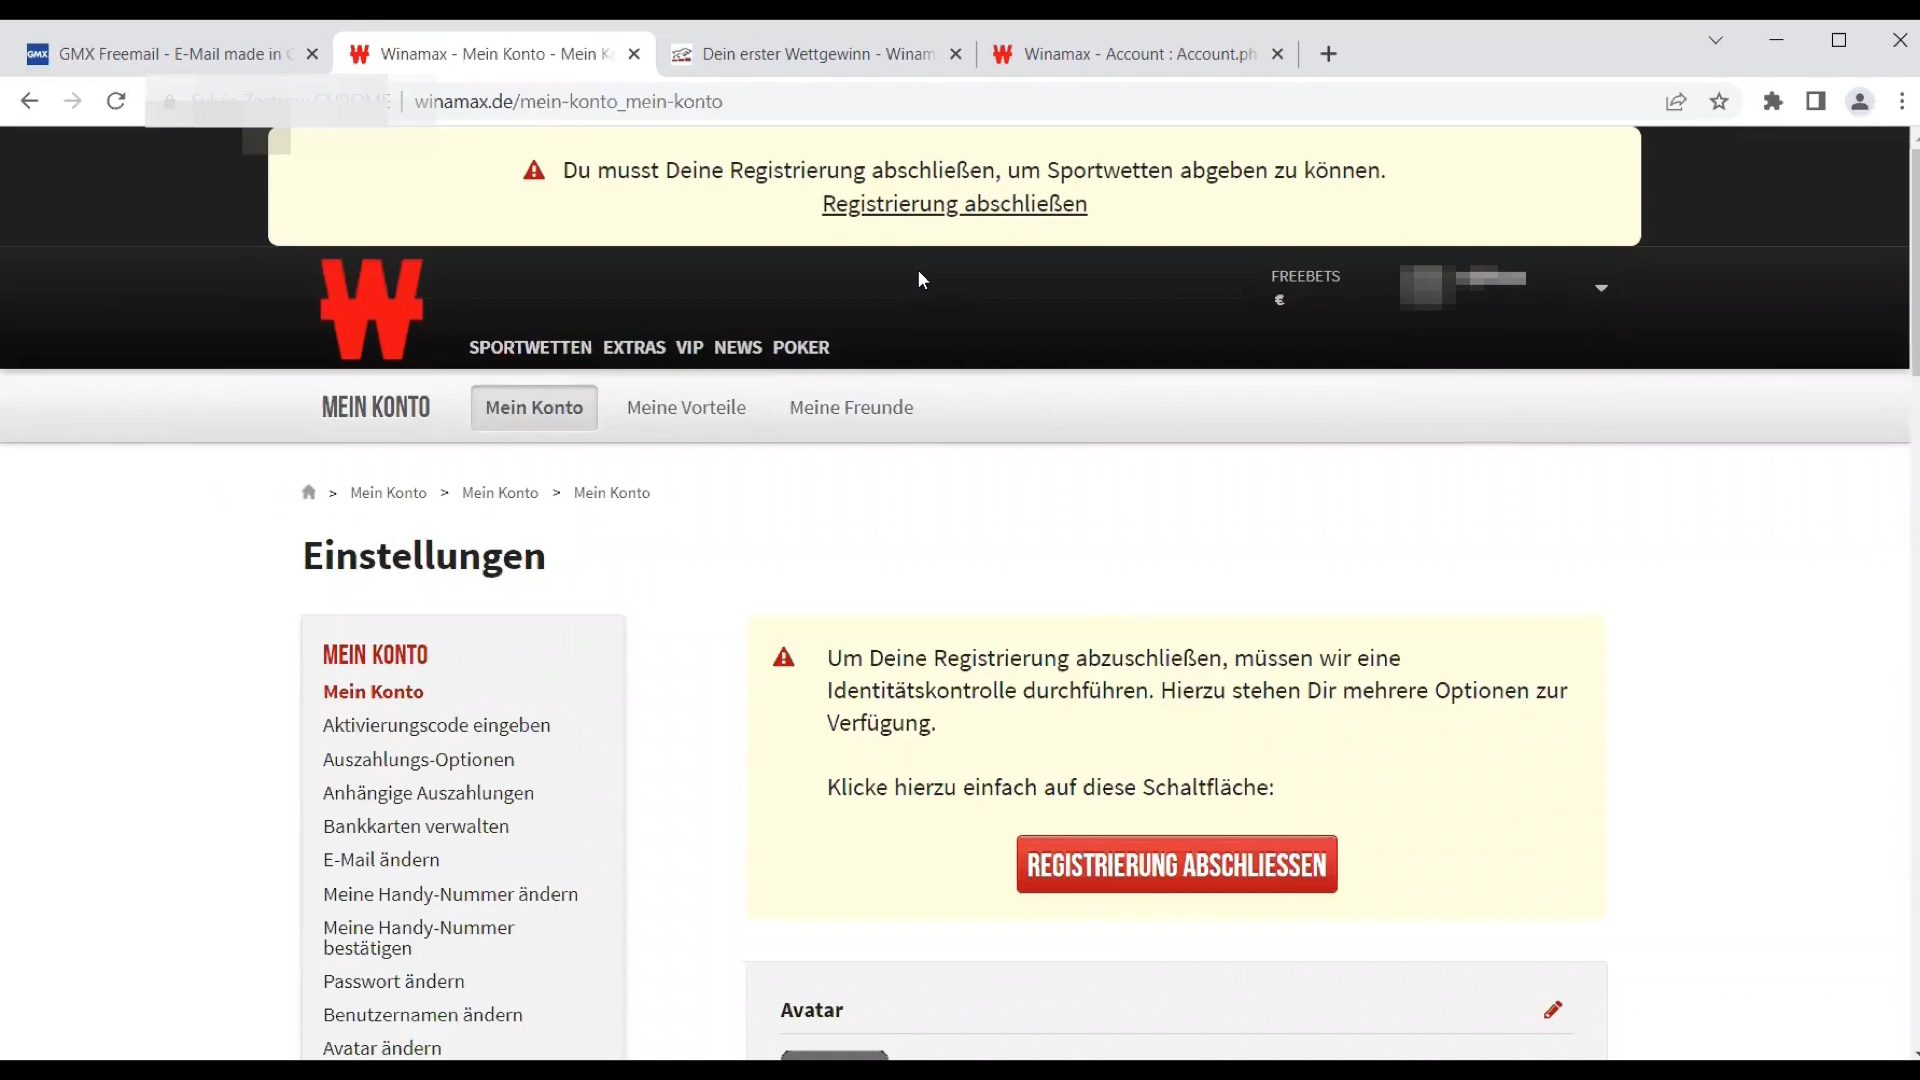 GMX Freemail - E-Mail made in
Winamax - Mein Konto - Mein
Dein erster Wettgewinn - Winam
Winamax - Account : Account.ph
winamax.de/mein-konto_mein-konto
Du musst Deine Registrierung abschließen, um Sportwetten abgeben zu können.
Registrierung abschließen
FREEBETS
€
W
SPORTWETTEN EXTRAS VIP NEWS POKER
MEIN KONTO Mein Konto Meine Vorteile Meine Freunde
> Mein Konto > Mein Konto > Mein Konto
Einstellungen
MEIN KONTO
Mein Konto
Aktivierungscode eingeben
Auszahlungs-Optionen
Anhängige Auszahlungen
Bankkarten verwalten
E-Mail ändern
Meine Handy-Nummer ändern
Meine Handy-Nummer
bestätigen
Passwort ändern
Benutzernamen ändern
Avatar ändern
Um Deine Registrierung abzuschließen, müssen wir eine
Identitätskontrolle durchführen. Hierzu stehen Dir mehrere Optionen zur
Verfügung.
Klicke hierzu einfach auf diese Schaltfläche:
REGISTRIERUNG ABSCHLIESSEN
Avatar